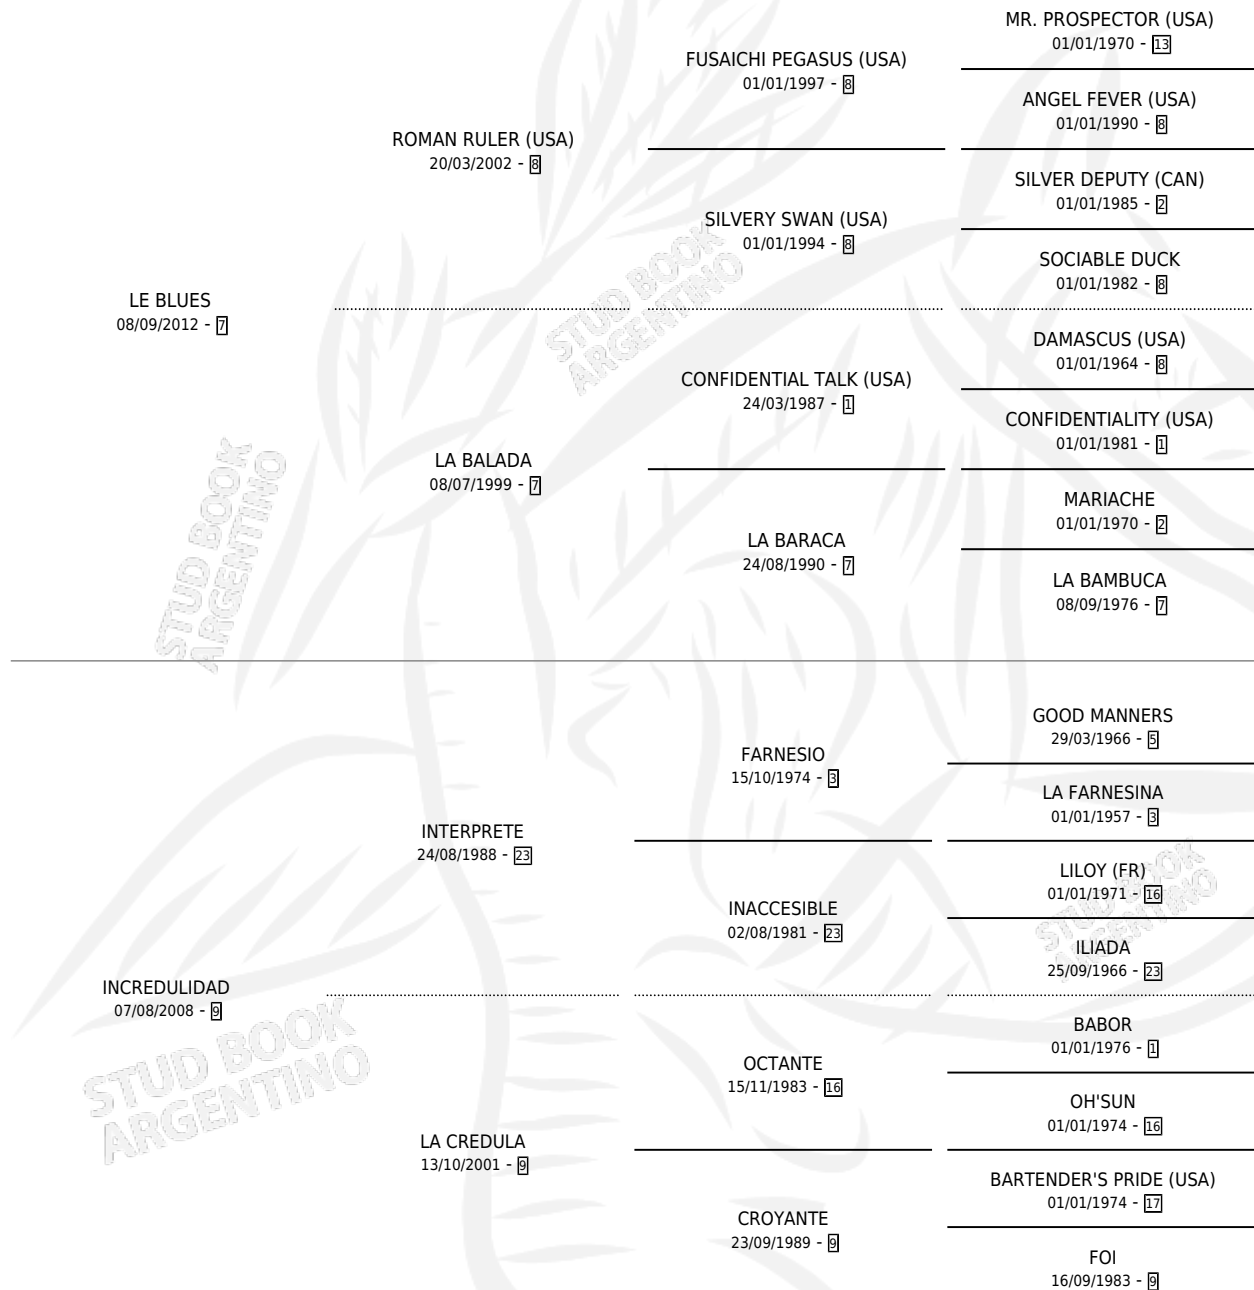 MR. PROSPECTOR (USA)
01/01/1970 - 13
FUSAICHI PEGASUS (USA)
01/01/1997 - 8
ANGEL FEVER (USA)
01/01/1990 - 8
ROMAN RULER (USA)
20/03/2002 - 8
SILVER DEPUTY (CAN)
01/01/1985 - 2
SILVERY SWAN (USA)
01/01/1994 - 8
SOCIABLE DUCK
01/01/1982 - 8
LE BLUES
08/09/2012 - 7
DAMASCUS (USA)
01/01/1964 - 8
CONFIDENTIAL TALK (USA)
24/03/1987 - 1
CONFIDENTIALITY (USA)
01/01/1981 - 1
LA BALADA
08/07/1999 - 7
MARIACHE
01/01/1970 - 2
LA BARACA
24/08/1990 - 7
LA BAMBUCA
08/09/1976 - 7
GOOD MANNERS
29/03/1966 - 5
FARNESIO
15/10/1974 - 3
LA FARNESINA
01/01/1957 - 3
INTERPRETE
24/08/1988 - 23
LILOY (FR)
01/01/1971 - 16
INACCESIBLE
02/08/1981 - 23
ILIADA
25/09/1966 - 23
INCREDULIDAD
07/08/2008 - 9
BABOR
01/01/1976 - 1
OCTANTE
15/11/1983 - 16
OH'SUN
01/01/1974 - 16
LA CREDULA
13/10/2001 - 9
BARTENDER'S PRIDE (USA)
01/01/1974 - 17
CROYANTE
23/09/1989 - 9
FOI
16/09/1983 - 9
STUD BOOK
ARGENTINO
STUD BOOK
ARGENTINO
STUD BOOK
ARGENTINO
STUD BOOK
ARGENTINO